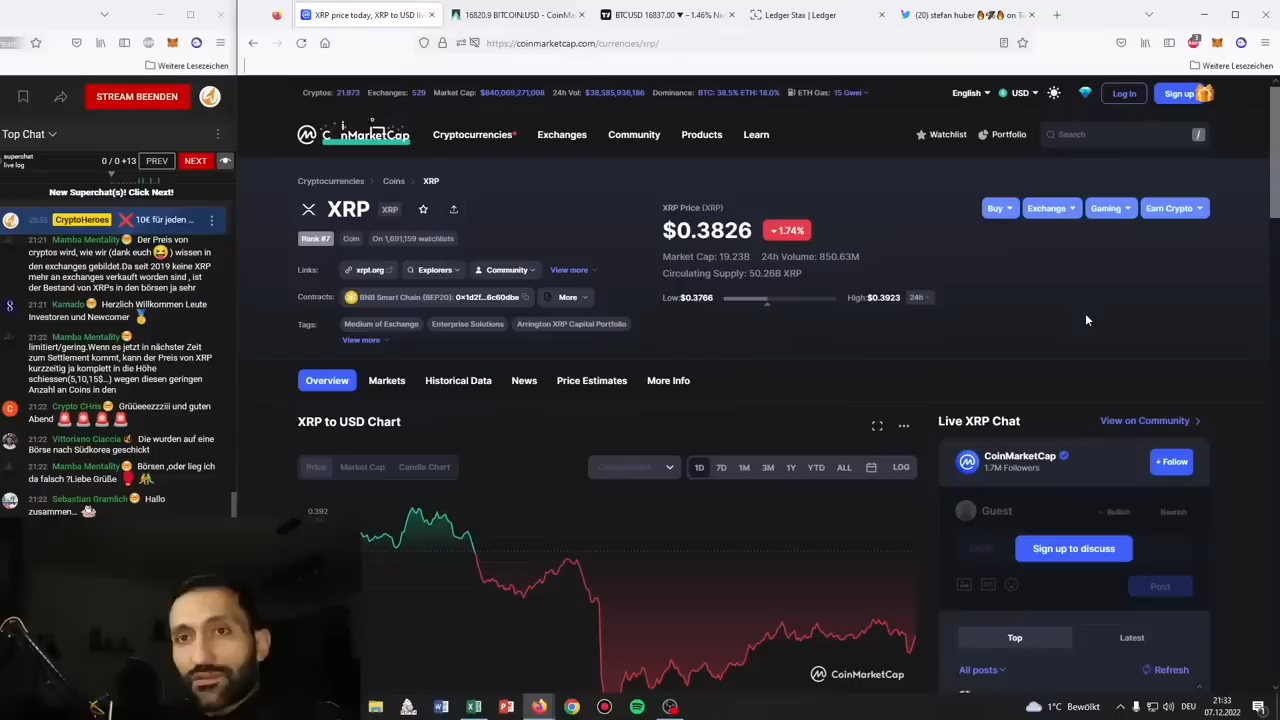 XRP price today, XRP to USD liv
16820.9 BITCOIN:USD - CoinMa
BTCUSD 16837.00 ▼ −1.46% Nic
Ledger Stax | Ledger
(20) stefan huber
on
https://coinmarketcap.com/currencies/xrp/
Weitere Lesezeichen
Weitere Lesezeichen
STREAM BEENDEN
Top Chat
superchat
live log
0 / 0 +13
PREV
NEXT
New Superchat(s)! Click Next!
20:55 CryptoHeroes ❌ 10€ für jeden ...
21:21 Mamba Mentality Der Preis von
cryptos wird, wie wir (dank euch 😝) wissen in
den exchanges gebildet.Da seit 2019 keine XRP
mehr an exchanges verkauft worden sind , ist
der Bestand von XRPs in den börsen ja sehr
21:21 Kamado Herzlich Willkommen Leute
Investoren und Newcomer 🏅
21:22 Mamba Mentality
limitiert/gering.Wenn es jetzt in nächster Zeit
zum Settlement kommt, kann der Preis von XRP
kurzzeitig ja komplett in die Höhe
schiessen(5,10,15$...) wegen diesen geringen
Anzahl an Coins in den
21:22 Crypto CHris Grüüeeezzziii und guten
Abend 🚨🚨🚨🚨
21:22 Vittoriano Ciaccia Die wurden auf eine
Börse nach Südkorea geschickt
21:22 Mamba Mentality Börsen ,oder lieg ich
da falsch ?Liebe Grüße
21:22 Sebastian Gramlich Hallo
zusammen...
Cryptos: 21.973 Exchanges: 529 Market Cap: $840,069,271,098 24h Vol: $38,585,936,186 Dominance: BTC: 38.5% ETH: 18.0% ETH Gas: 15 Gwei
English
USD
Log In
Sign up
CoinMarketCap
Cryptocurrencies
Exchanges
Community
Products
Learn
Watchlist
Portfolio
Search
/
Cryptocurrencies > Coins > XRP
XRP XRP
Rank #7
Coin
On 1,691,159 watchlists
Links:
xrpl.org
Explorers
Community
View more
Contracts:
BNB Smart Chain (BEP20): 0x1d2f...6c60dbe
More
Tags:
Medium of Exchange
Enterprise Solutions
Arrington XRP Capital Portfolio
View more
XRP Price (XRP)
$0.3826
1.74%
Market Cap: 19.23B 24h Volume: 850.63M
Circulating Supply: 50.26B XRP
Low:$0.3766
High:$0.3923
24h
Buy
Exchange
Gaming
Earn Crypto
Overview
Markets
Historical Data
News
Price Estimates
More Info
XRP to USD Chart
Price
Market Cap
Candle Chart
1D
7D
1M
3M
1Y
YTD
ALL
LOG
0.392
CoinMarketCap
Live XRP Chat
View on Community
CoinMarketCap
1.7M Followers
+ Follow
Guest
Bullish
Bearish
Sign up to discuss
Post
Top
Latest
All posts
Refresh
1°C Bewölkt
DEU
21:33
07.12.2022